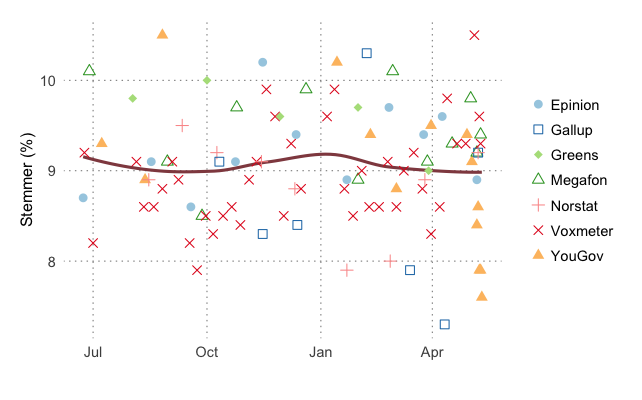 Stemmer (%)
10
9
8
Jul Oct Jan Apr
Epinion
Gallup
Greens
Megafon
Norstat
Voxmeter
YouGov